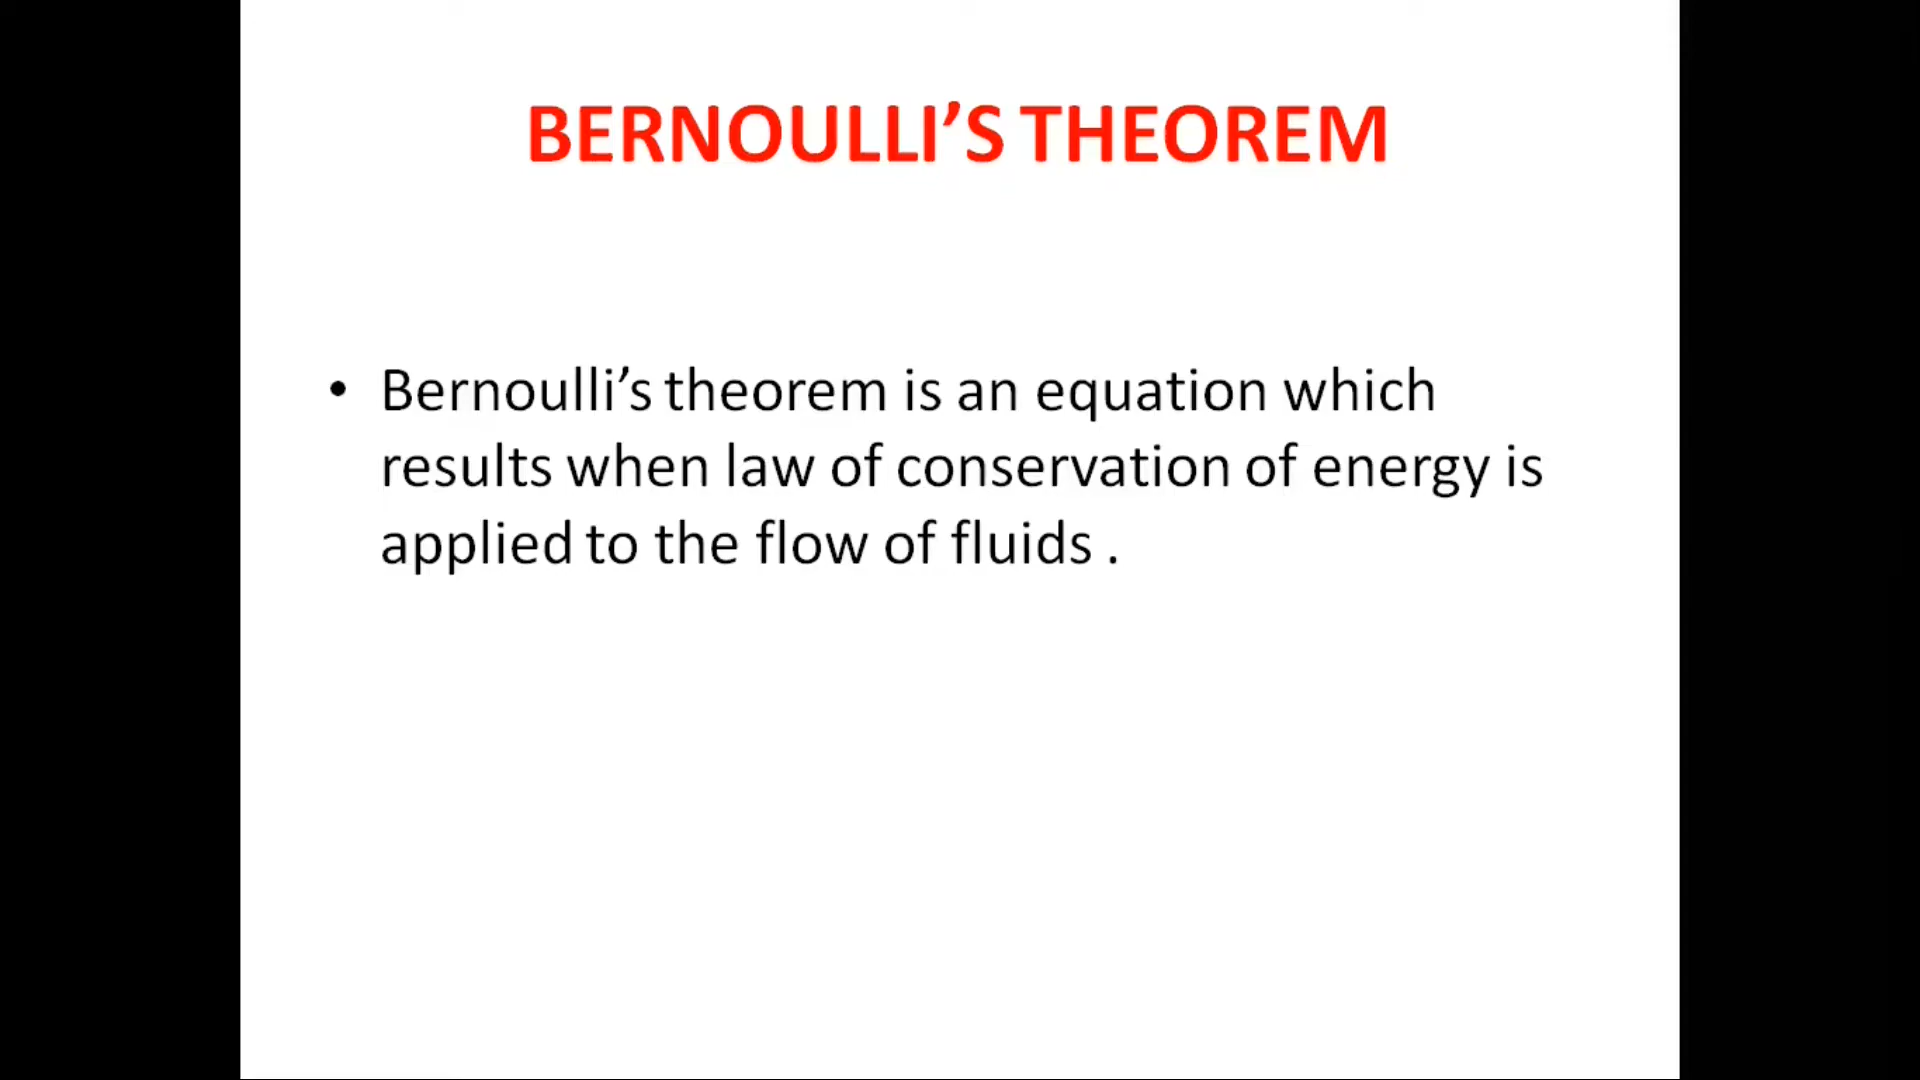 BERNOULLI’S THEOREM
• Bernoulli’s theorem is an equation which
results when law of conservation of energy is
applied to the flow of fluids .